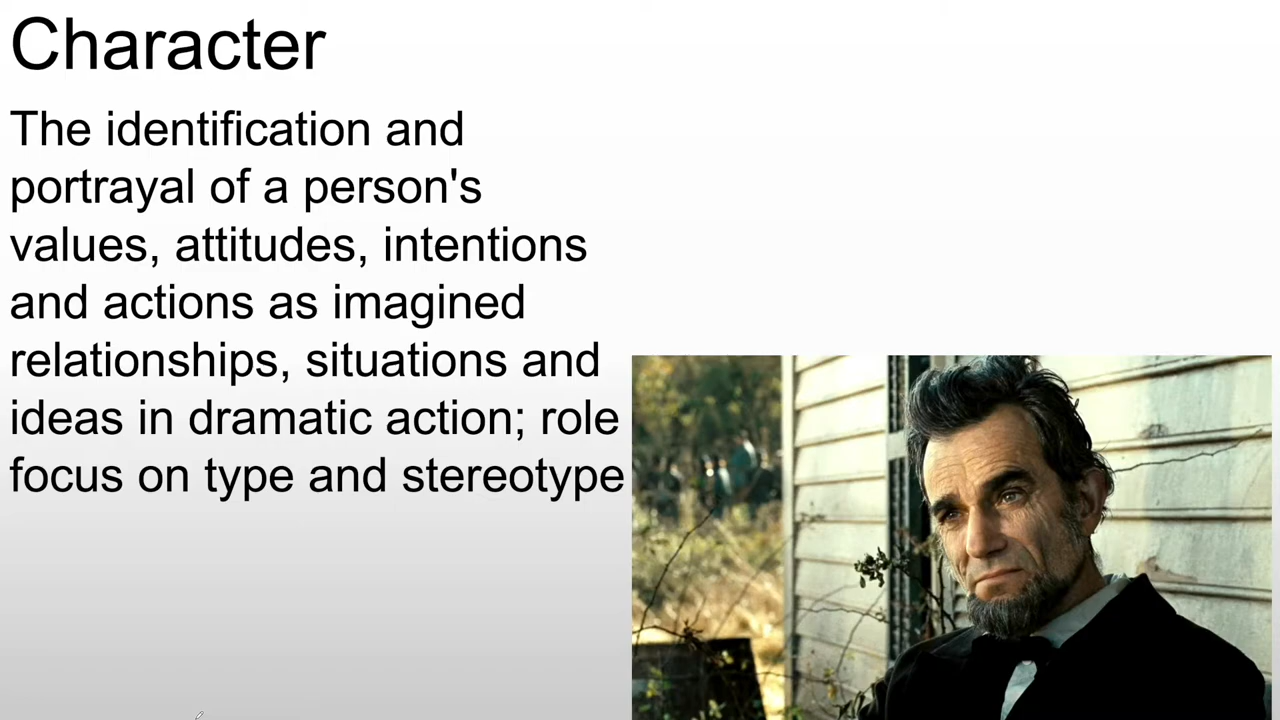 Character
The identification and
portrayal of a person's
values, attitudes, intentions
and actions as imagined
relationships, situations and
ideas in dramatic action; role
focus on type and stereotype